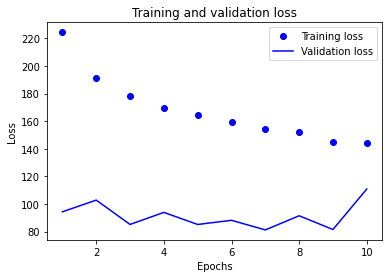 Training and validation loss
Training loss
Validation loss
Loss
220
200
180
160
140
120
100
80
2 4 6 8 10
Epochs